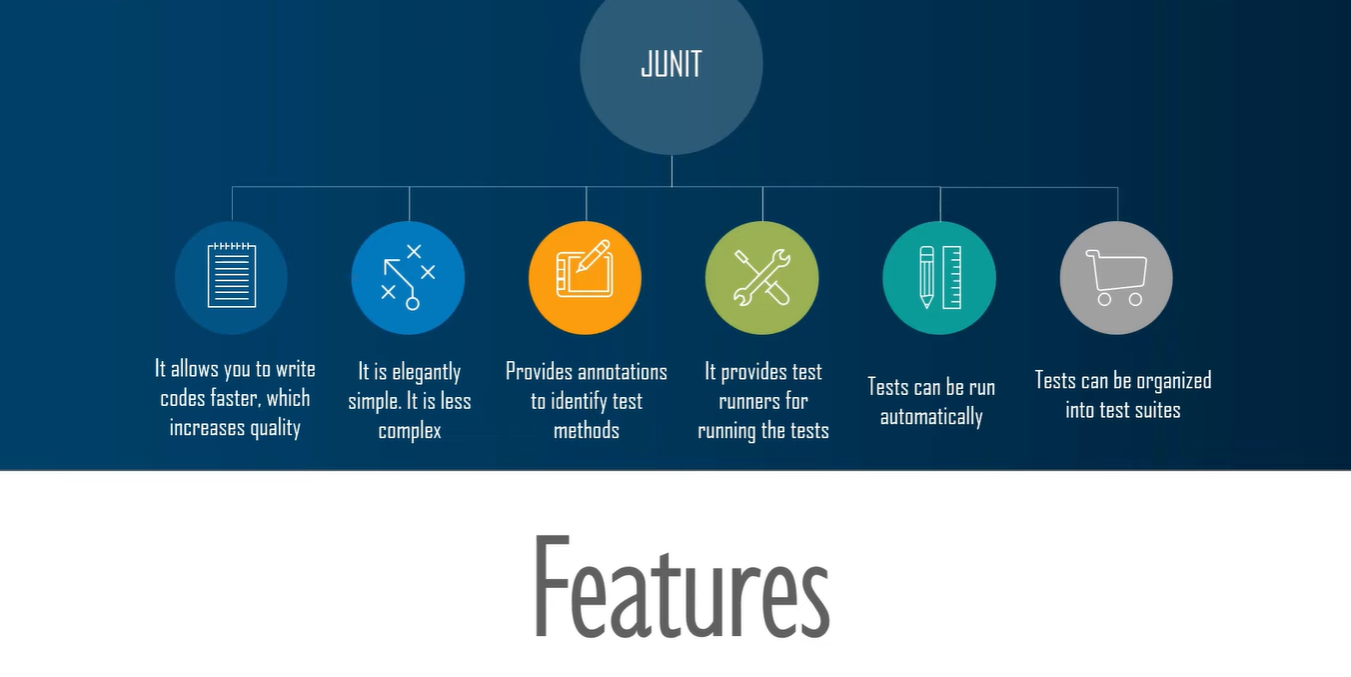 JUNIT
It allows you to write
codes faster, which
increases quality
It is elegantly
simple. It is less
complex
Provides annotations
to identify test
methods
It provides test
runners for
running the tests
Tests can be run
automatically
Tests can be organized
into test suites
Features